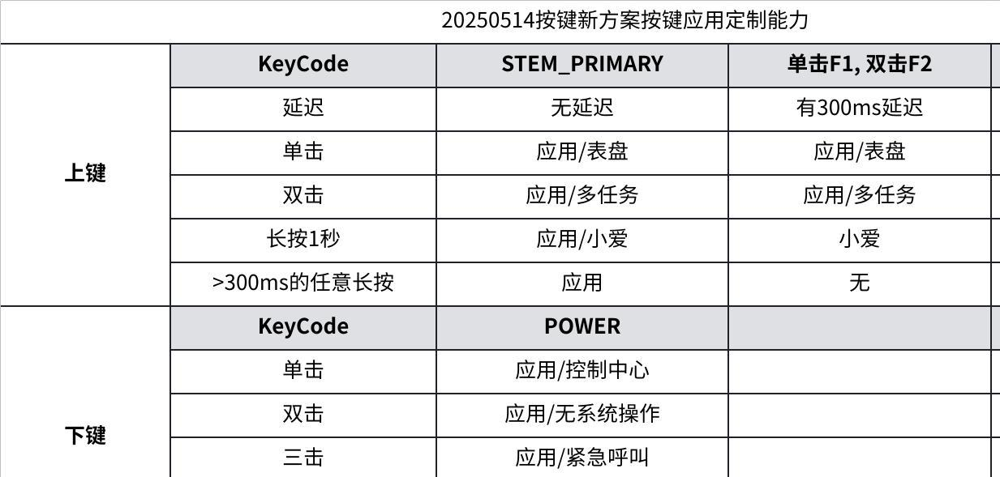 20250514按键新方案按键应用定制能力
上键
KeyCode STEM_PRIMARY 单击F1, 双击F2
延迟 无延迟 有300ms延迟
单击 应用/表盘 应用/表盘
双击 应用/多任务 应用/多任务
长按1秒 应用/小爱 小爱
>300ms的任意长按 应用 无
下键
KeyCode POWER
单击 应用/控制中心
双击 应用/无系统操作
三击 应用/紧急呼叫